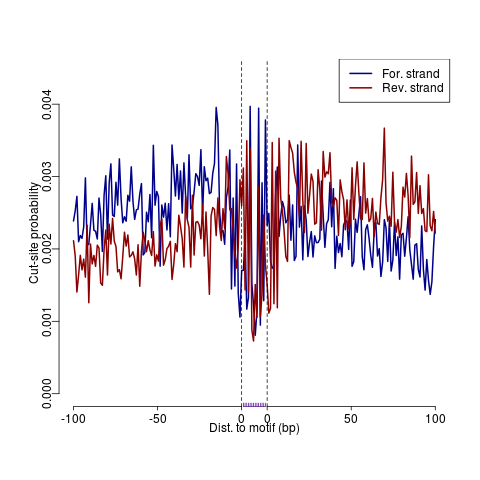 For. strand
Rev. strand
0.004
0.003
0.002
0.001
0.000
Cut-site probability
-100 -50 0 0 50 100
Dist. to motif (bp)